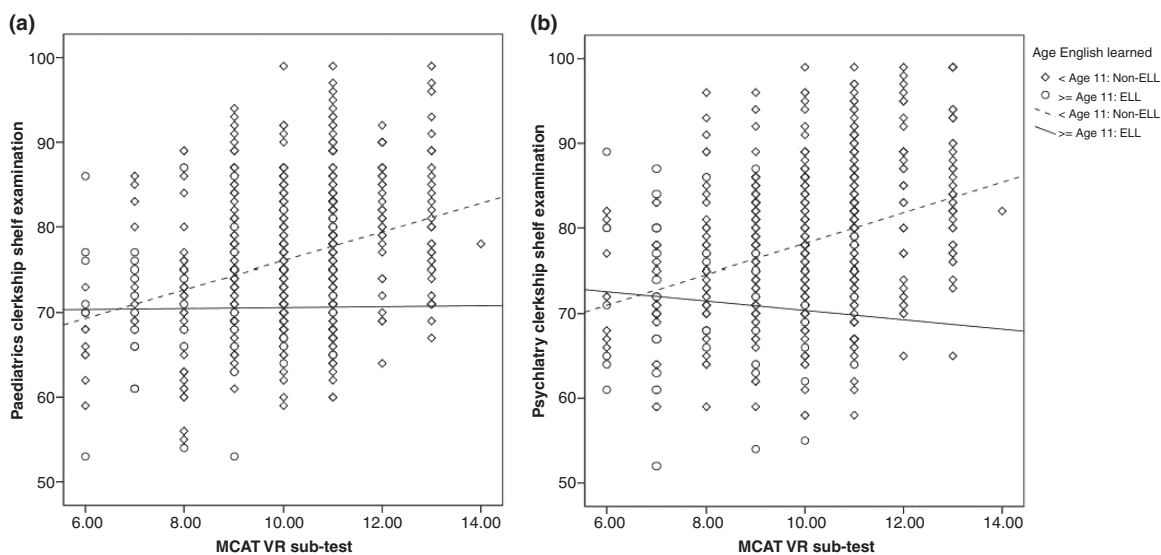 (a)
100
90
80
70
60
50
6.00 8.00 10.00 12.00 14.00
Paediatrics clerkship shelf examination
MCAT VR sub-test
(b)
100
90
80
70
60
50
6.00 8.00 10.00 12.00 14.00
Psychlatry clerkship shelf examination
MCAT VR sub-test
Age English learned
< Age 11: Non-ELL
>= Age 11: ELL
< Age 11: Non-ELL
>= Age 11: ELL